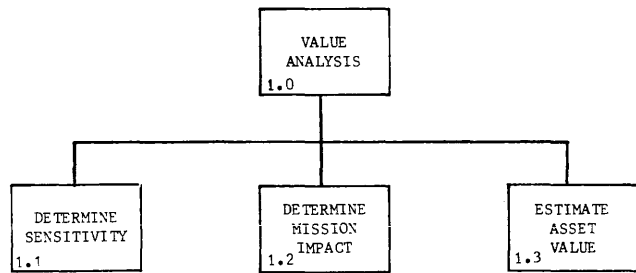 VALUE
ANALYSIS
1.0
DETERMINE
SENSITIVITY
1.1
DETERMINE
MISSION
IMPACT
1.2
ESTIMATE
ASSET
VALUE
1.3